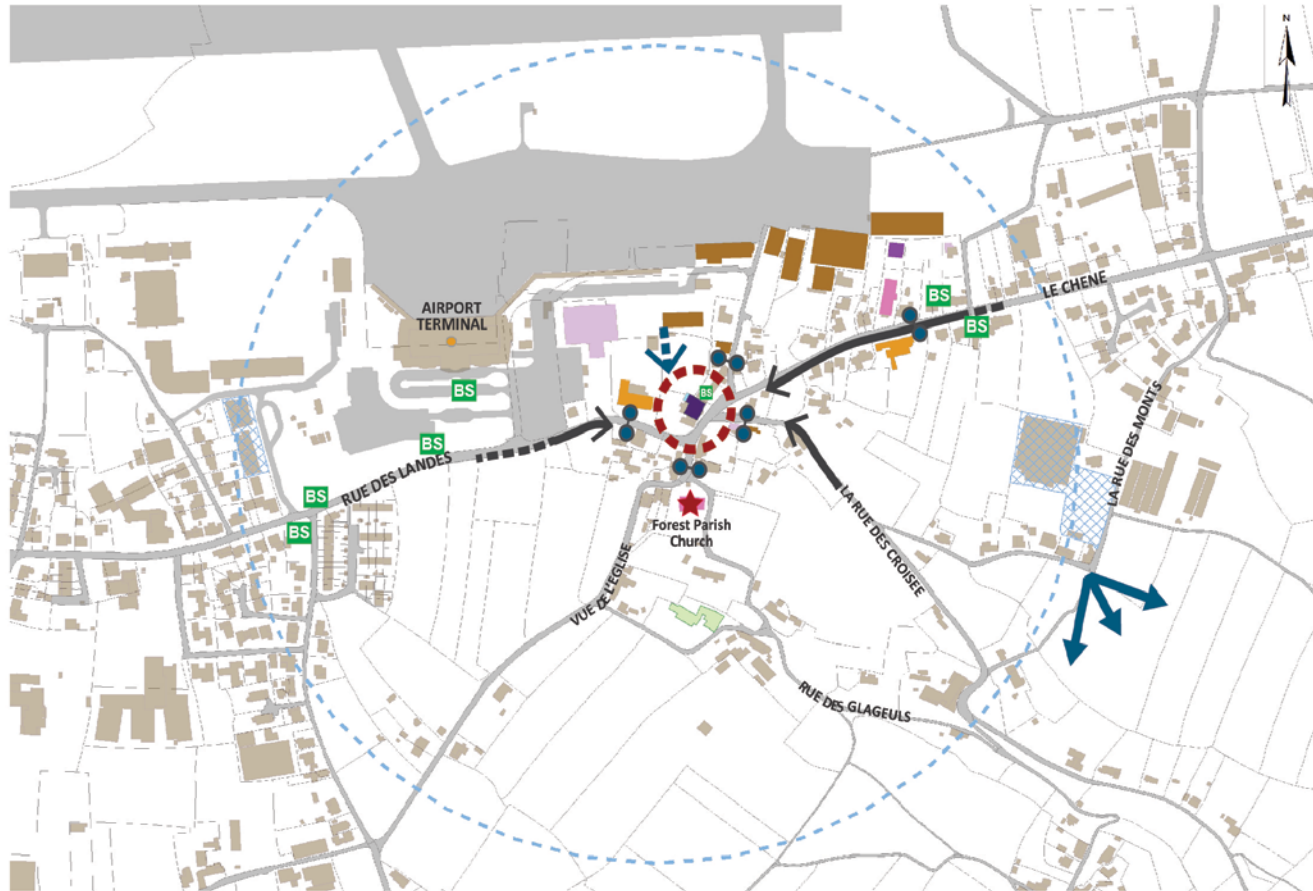 N
AIRPORT
TERMINAL
LE CHENE
BS
BS
BS
BS
BS
RUE DES LANDES
BS
BS
LA RUE DES MONTS
Forest Parish
Church
LA RUE DES CROISEE
VUE DE L'EGLISE
RUE DES GLAGEULS